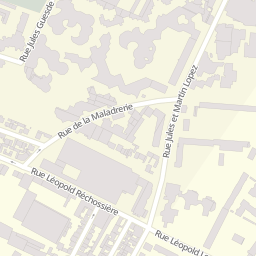 Rue Jules Guesde
Rue de la Maladrerie
Rue Jules et Martin Lopez
Rue Léopold Réchossière
Rue Léopold